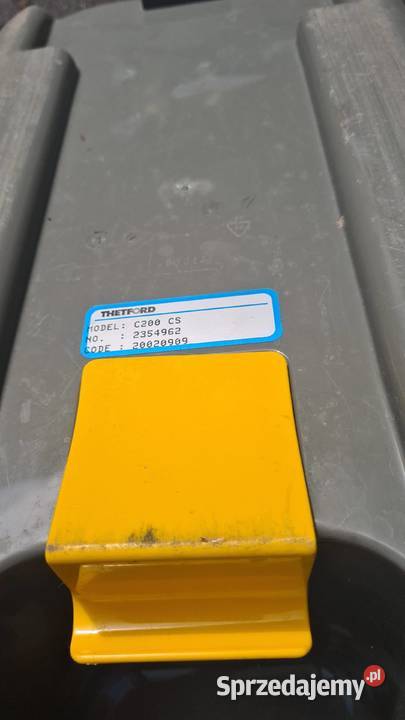 THETFORD
MODEL: C200 CS
NO. : 2354962
CODE : 20020909
Sprzedajemy.pl